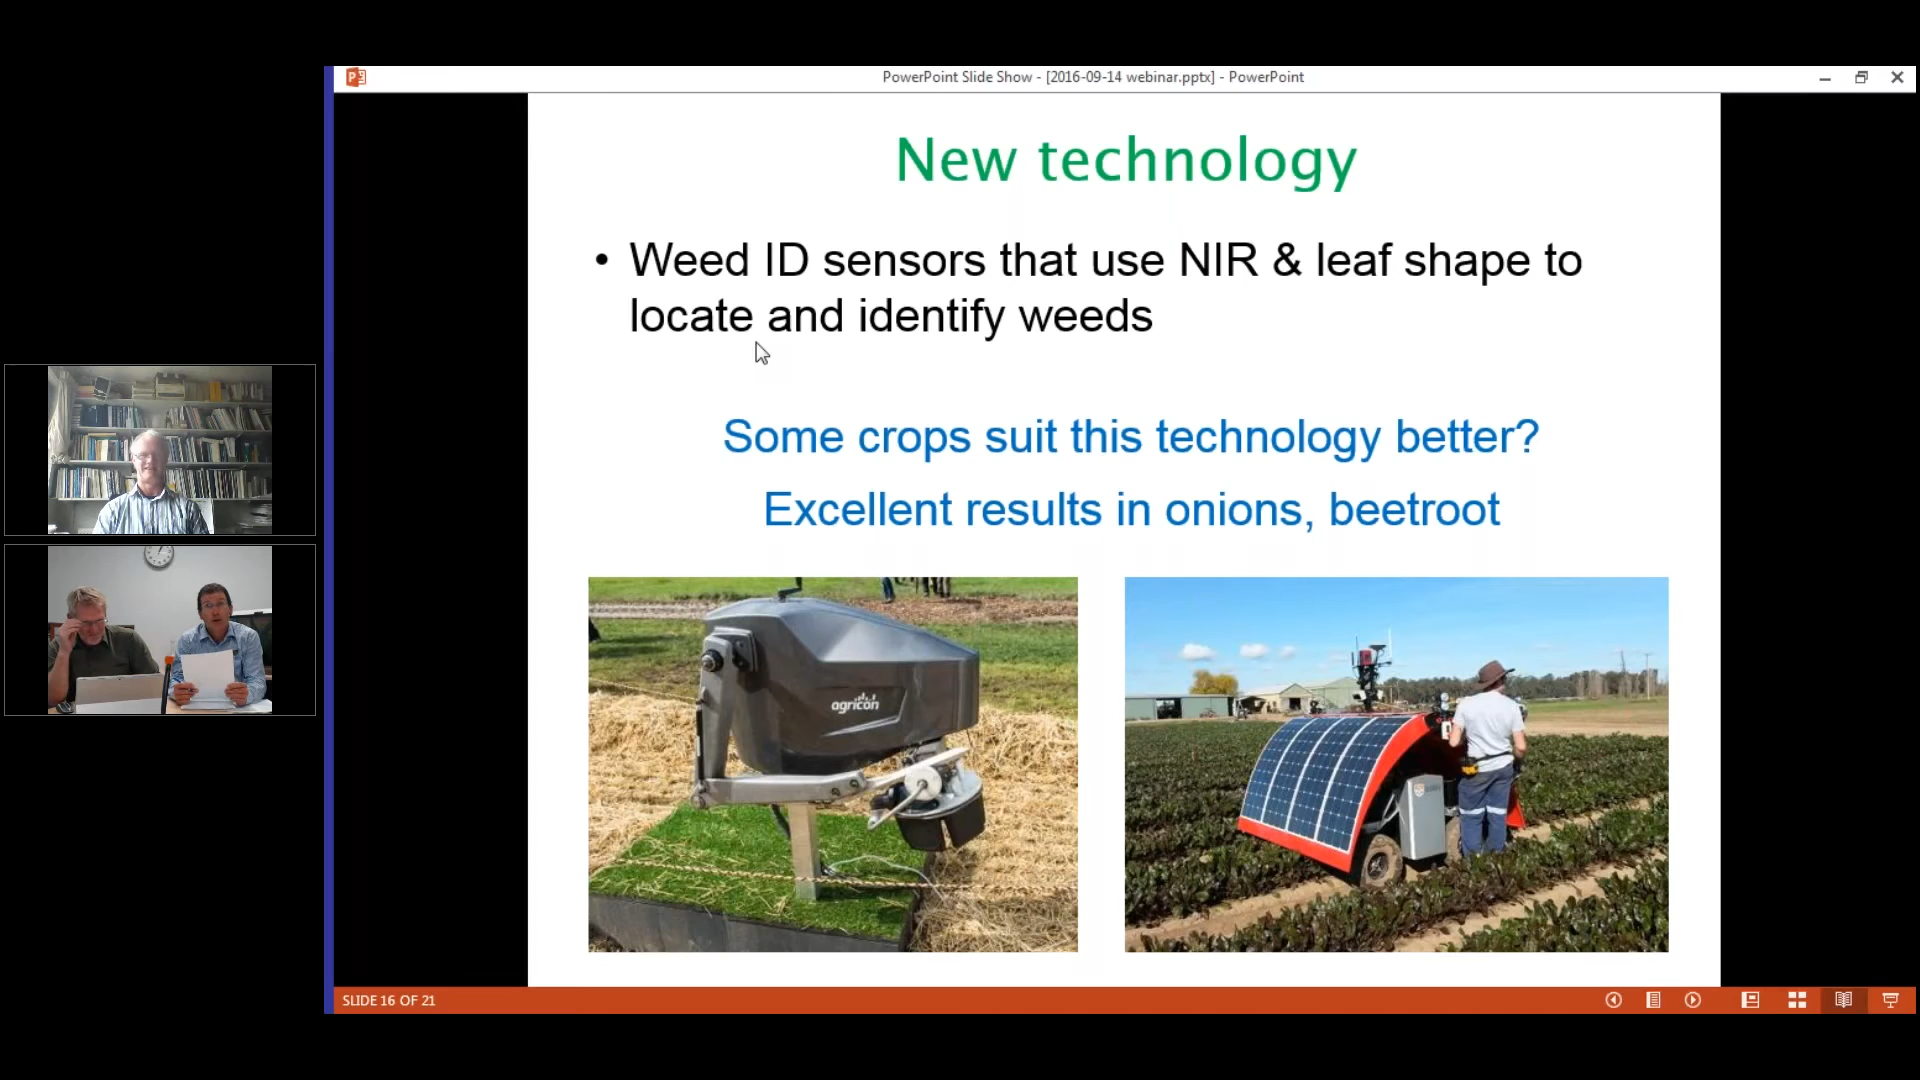 PowerPoint Slide Show - [2016-09-14 webinar.pptx] - PowerPoint
New technology
• Weed ID sensors that use NIR & leaf shape to
locate and identify weeds
Some crops suit this technology better?
Excellent results in onions, beetroot
agricon
SLIDE 16 OF 21